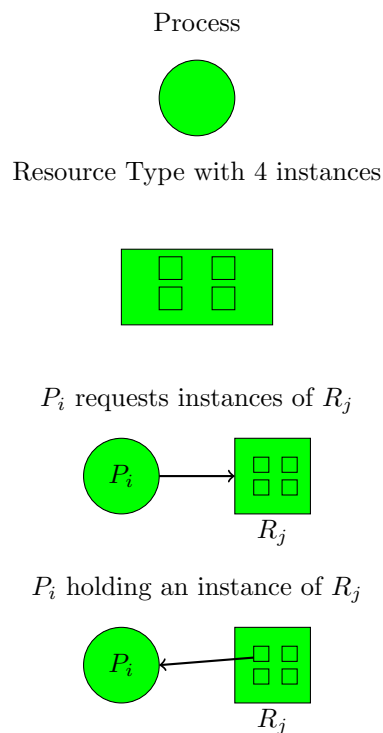 Process
Resource Type with 4 instances
P_i requests instances of R_j
P_i
R_j
P_i holding an instance of R_j
P_i
R_j